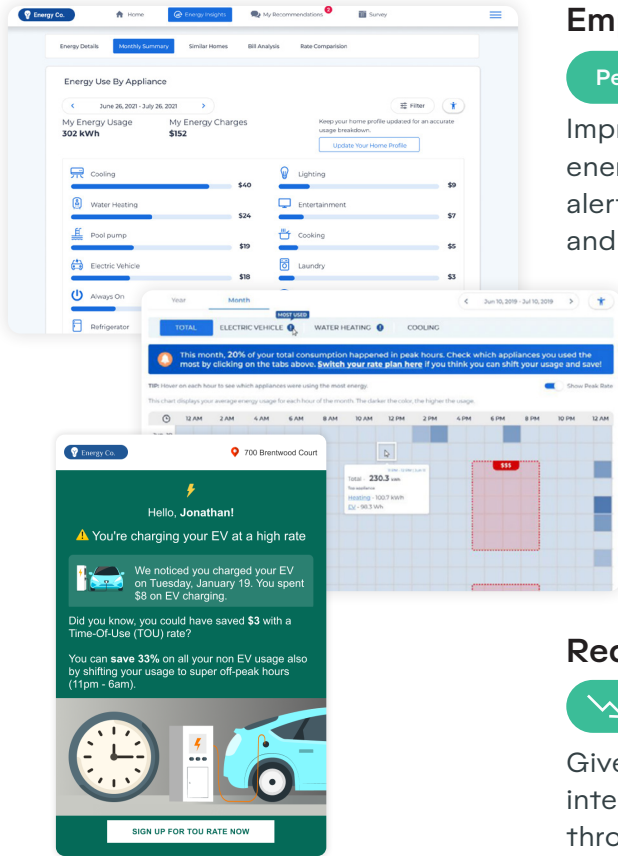 Energy Co.
Home
Energy Insights
My Recommendations
2
Survey
Energy Details
Monthly Summary
Similar Homes
Bill Analysis
Rate Comparision
Energy Use By Appliance
June 26, 2021 - July 26, 2021
Filter
My Energy Usage
302 kWh
My Energy Charges
$152
Keep your home profile updated for an accurate
usage breakdown.
Update Your Home Profile
Cooling
$40
Lighting
$9
Water Heating
$24
Entertainment
$7
Pool pump
$19
Cooking
$5
Electric Vehicle
$18
Laundry
$3
Always On
Refrigerator
Year
Month
Jun 10, 2019 - Jul 10, 2019
MOST USED
TOTAL
ELECTRIC VEHICLE
WATER HEATING
COOLING
This month, 20% of your total consumption happened in peak hours. Check which appliances you used the
most by clicking on the tabs above. Switch your rate plan here if you think you can shift your usage and save!
TIP: Hover on each hour to see which appliances were using the most energy.
Show Peak Rate
This chart displays your average energy usage for each hour of the month. The darker the color, the higher the usage.
12 AM 2 AM 4 AM 6 AM 8 AM 10 AM 12 PM 2 PM 4 PM 6 PM 8 PM 10 PM 12 AM
Total - 230.3 kWh
Heating - 100.7 kWh
EV - 98.3 Wh
$$$
Energy Co.
700 Brentwood Court
Hello, Jonathan!
You're charging your EV at a high rate
We noticed you charged your EV
on Tuesday, January 19. You spent
$8 on EV charging.
Did you know, you could have saved $3 with a
Time-Of-Use (TOU) rate?
You can save 33% on all your non EV usage also
by shifting your usage to super off-peak hours
(11pm - 6am).
SIGN UP FOR TOU RATE NOW
Em
Pe
Impr
ener
alert
and
Rec
Give
inte
thro